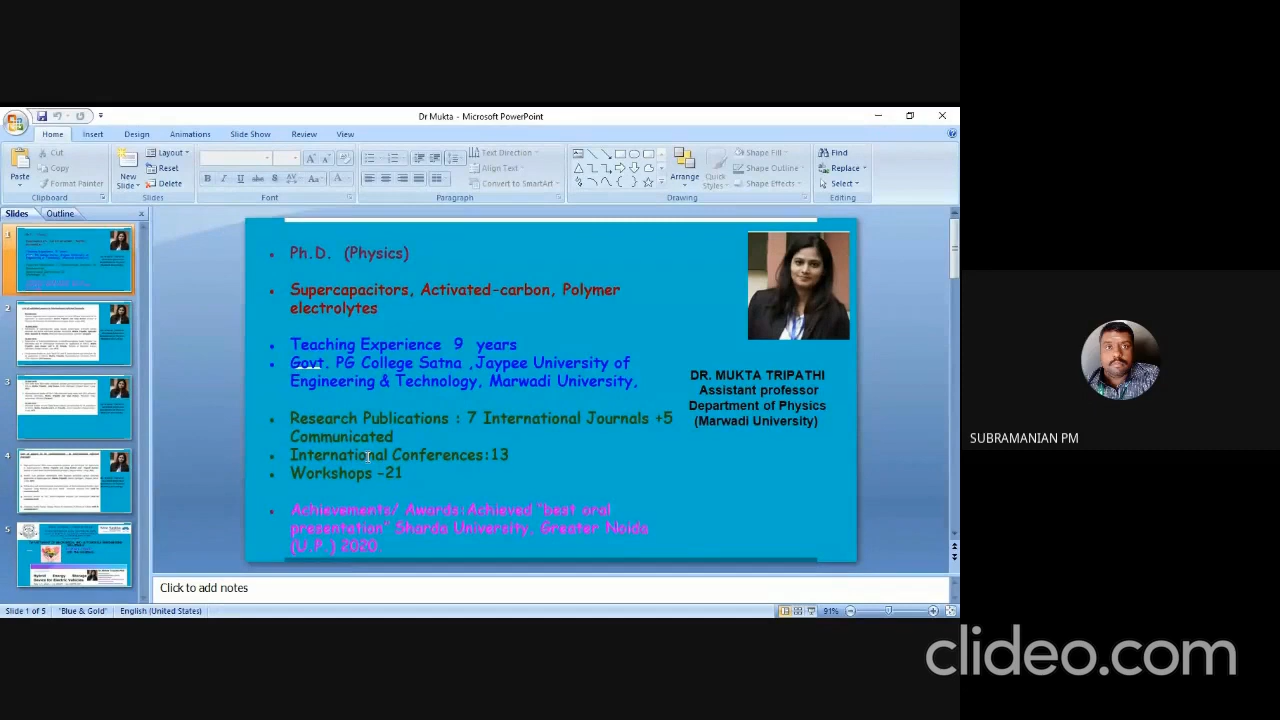 Dr Mukta - Microsoft PowerPoint
Home Insert Design Animations Slide Show Review View
Paste
Cut
Copy
Format Painter
Clipboard
New Slide
Layout
Reset
Delete
Slides
Font
Text Direction
Align Text
Convert to SmartArt
Paragraph
Arrange
Quick Styles
Shape Fill
Shape Outline
Shape Effects
Drawing
Find
Replace
Select
Editing
Slides Outline
1
2
3
4
5
Ph.D. (Physics)
Supercapacitors, Activated-carbon, Polymer
electrolytes
Teaching Experience 9 years
Govt. PG College Satna ,Jaypee University of
Engineering & Technology, Marwadi University,
Research Publications : 7 International Journals +5
Communicated
International Conferences:13
Workshops -21
Achievements/ Awards:Achieved "best oral
presentation" Sharda University, Greater Noida
(U.P.) 2020.
DR. MUKTA TRIPATHI
Assistant professor
Department of Physics
(Marwadi University)
Click to add notes
Slide 1 of 5 "Blue & Gold" English (United States) 91%
SUBRAMANIAN PM
clideo.com